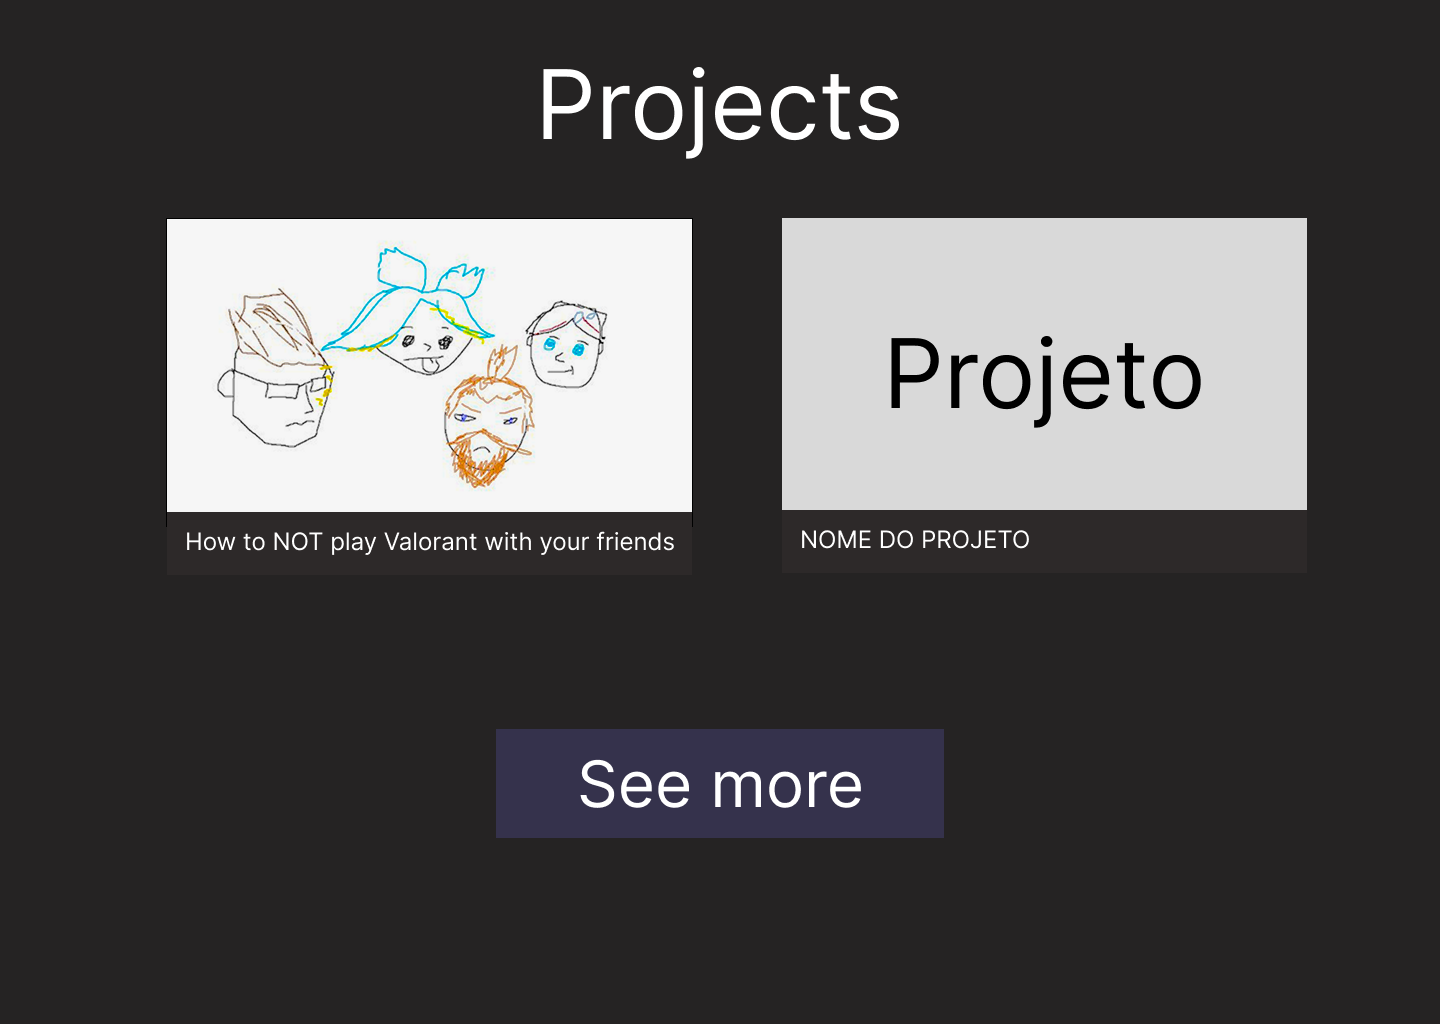 Projects
How to NOT play Valorant with your friends
Projeto
NOME DO PROJETO
See more